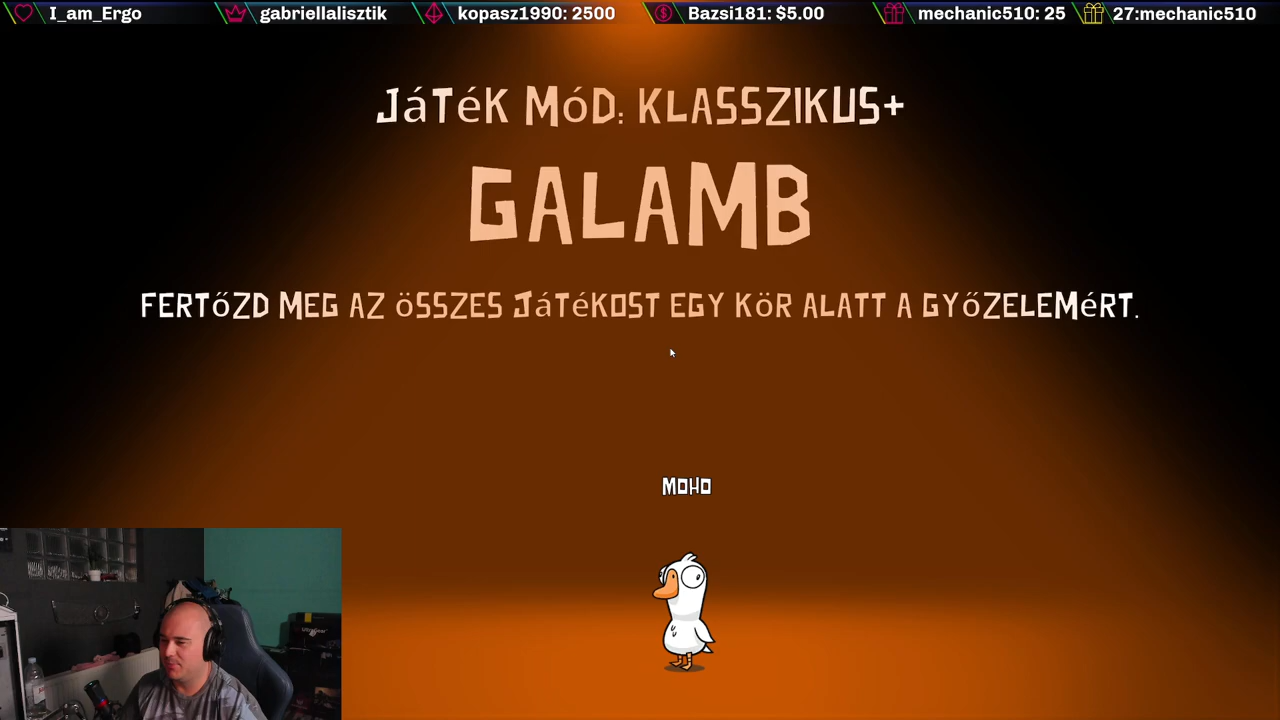 I_am_Ergo gabriellalisztik kopasz1990: 2500 Bazsi181: $5.00 mechanic510: 25 27:mechanic510
JáTéK MóD: KLASSZIKUS+
GALAMB
FERTőZD MEG AZ öSSZES JáTéKOST EGY KöR ALATT A GYőZELEMéRT.
MOHO